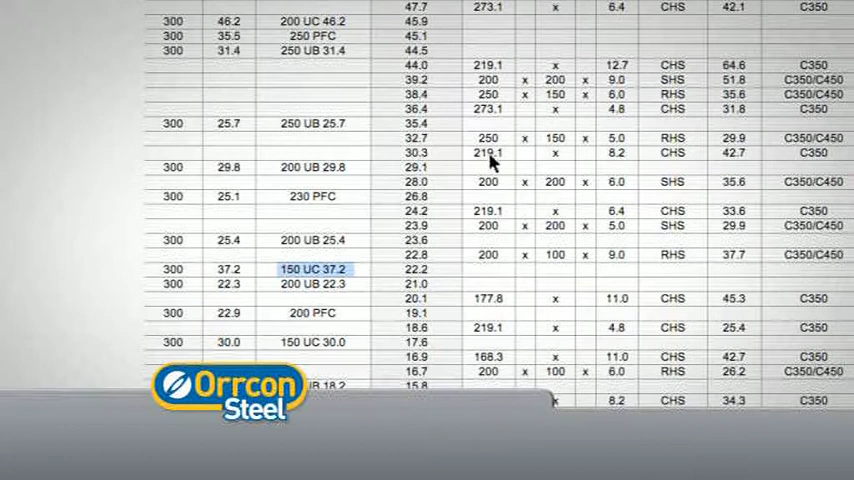 47.7 273.1 x 6.4 CHS 42.1 C350
300 46.2 200 UC 46.2 45.9
300 35.5 250 PFC 45.1
300 31.4 250 UB 31.4 44.5
44.0 219.1 x 12.7 CHS 64.6 C350
39.2 200 x 200 x 9.0 SHS 51.8 C350/C450
38.4 250 x 150 x 6.0 RHS 35.6 C350/C450
36.4 273.1 x 4.8 CHS 31.8 C350
300 25.7 250 UB 25.7 35.4
32.7 250 x 150 x 5.0 RHS 29.9 C350/C450
30.3 219.1 x 8.2 CHS 42.7 C350
300 29.8 200 UB 29.8 29.1
28.0 200 x 200 x 6.0 SHS 35.6 C350/C450
300 25.1 230 PFC 26.8
24.2 219.1 x 6.4 CHS 33.6 C350
23.9 200 x 200 x 5.0 SHS 29.9 C350/C450
300 25.4 200 UB 25.4 23.6
22.8 200 x 100 x 9.0 RHS 37.7 C350/C450
300 37.2 150 UC 37.2 22.2
300 22.3 200 UB 22.3 21.0
20.1 177.8 x 11.0 CHS 45.3 C350
300 22.9 200 PFC 19.1
18.6 219.1 x 4.8 CHS 25.4 C350
300 30.0 150 UC 30.0 17.6
16.9 168.3 x 11.0 CHS 42.7 C350
16.7 200 x 100 x 6.0 RHS 26.2 C350/C450
UB 18.2 15.8
x 8.2 CHS 34.3 C350
Orrcon
Steel